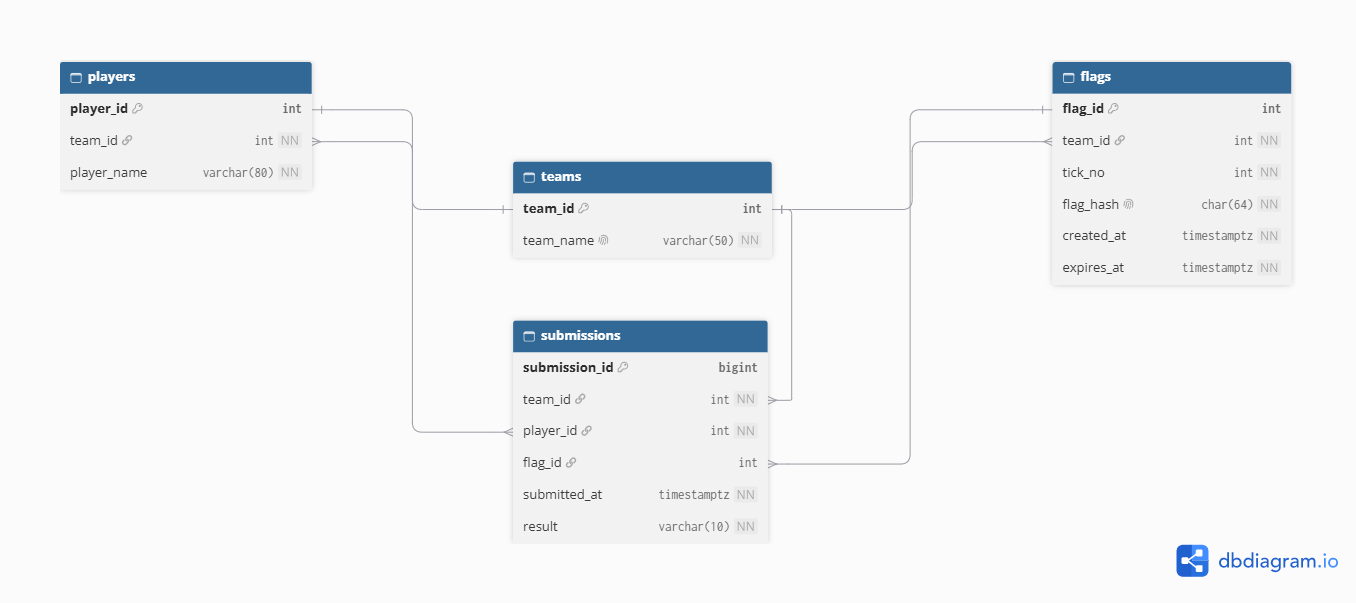 players
player_id int
team_id int NN
player_name varchar(80) NN
teams
team_id int
team_name varchar(50) NN
submissions
submission_id bigint
team_id int NN
player_id int NN
flag_id int
submitted_at timestamptz NN
result varchar(10) NN
flags
flag_id int
team_id int NN
tick_no int NN
flag_hash char(64) NN
created_at timestamptz NN
expires_at timestamptz NN
dbdiagram.io